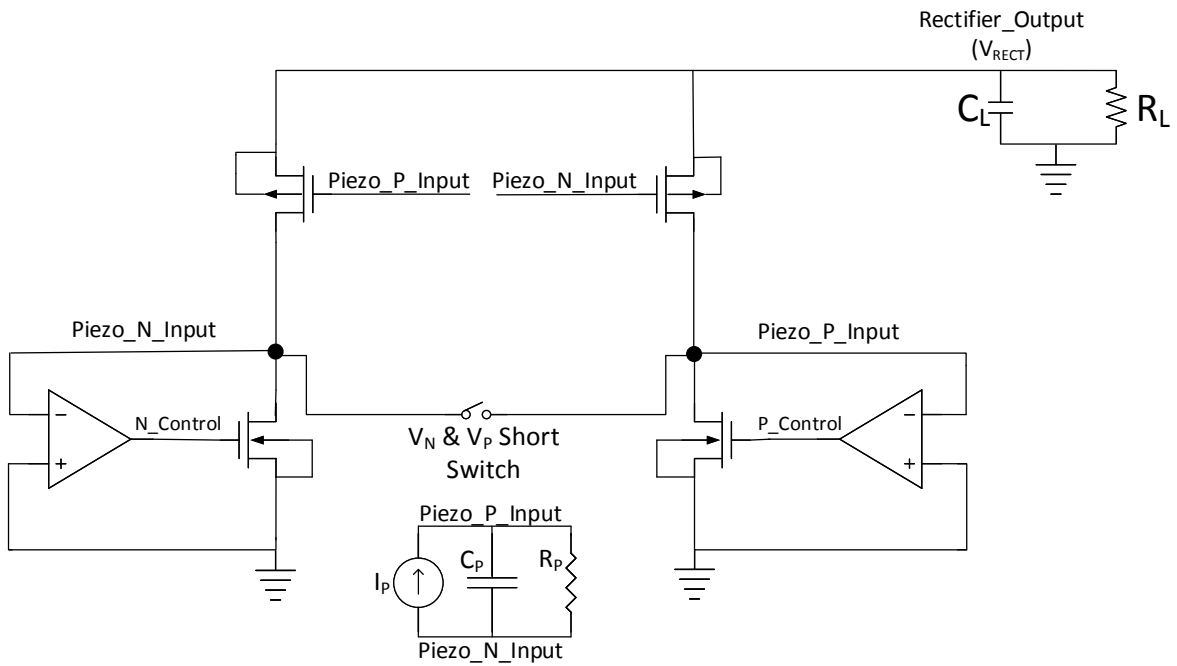 Rectifier_Output
(VRECT)
CL
RL
Piezo_P_Input
Piezo_N_Input
Piezo_N_Input
Piezo_P_Input
−
N_Control
+
VN & VP Short
Switch
P_Control
−
+
Piezo_P_Input
IP
CP
RP
Piezo_N_Input